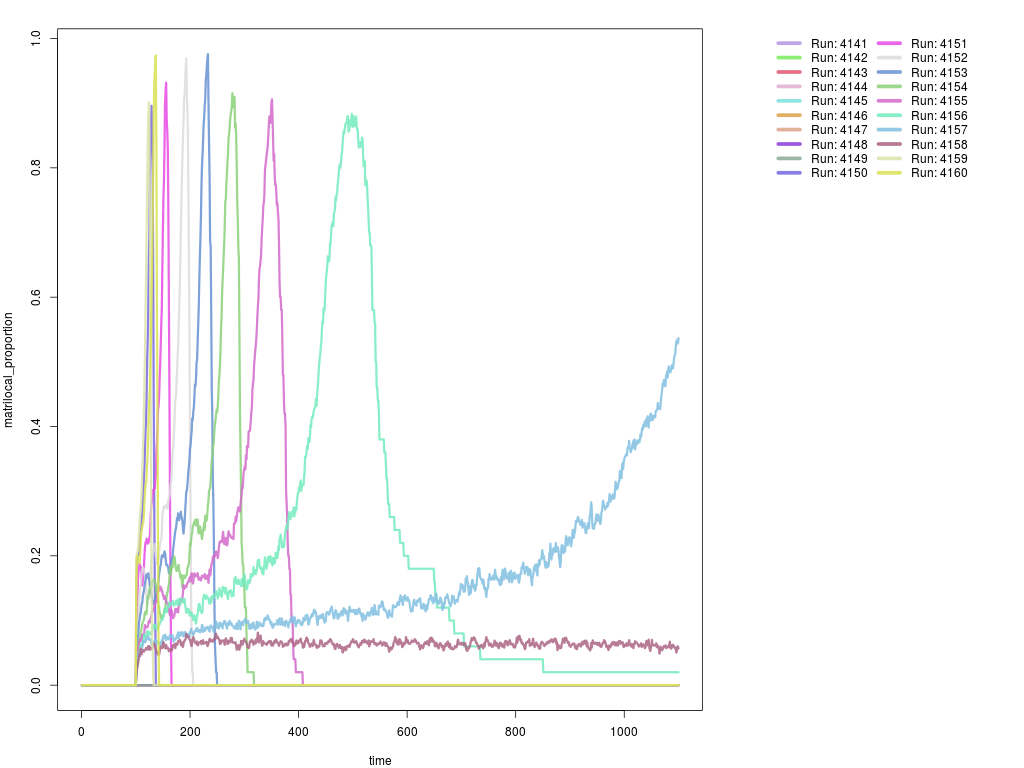 matrilocal_proportion
1.0
0.8
0.6
0.4
0.2
0.0
0 200 400 600 800 1000
time
Run: 4141 Run: 4151
Run: 4142 Run: 4152
Run: 4143 Run: 4153
Run: 4144 Run: 4154
Run: 4145 Run: 4155
Run: 4146 Run: 4156
Run: 4147 Run: 4157
Run: 4148 Run: 4158
Run: 4149 Run: 4159
Run: 4150 Run: 4160